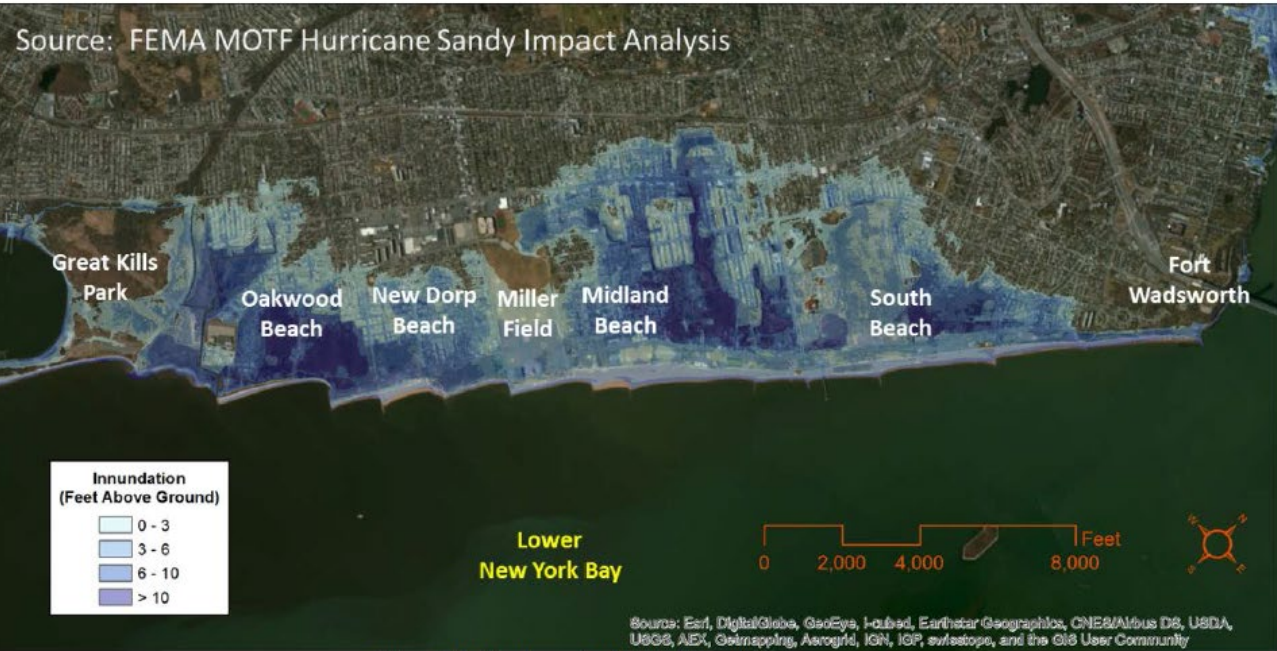 Source: FEMA MOTF Hurricane Sandy Impact Analysis
Great Kills
Park
Oakwood
Beach
New Dorp
Beach
Miller
Field
Midland
Beach
South
Beach
Fort
Wadsworth
Innundation
(Feet Above Ground)
0 - 3
3 - 6
6 - 10
> 10
Lower
New York Bay
Feet
0 2,000 4,000 8,000
W N
S E
Source: Esri, DigitalGlobe, GeoEye, i-cubed, Earthstar Geographics, CNES/Airbus DS, USDA,
USGS, AEX, Getmapping, Aerogrid, IGN, IGP, swisstopo, and the GIS User Community